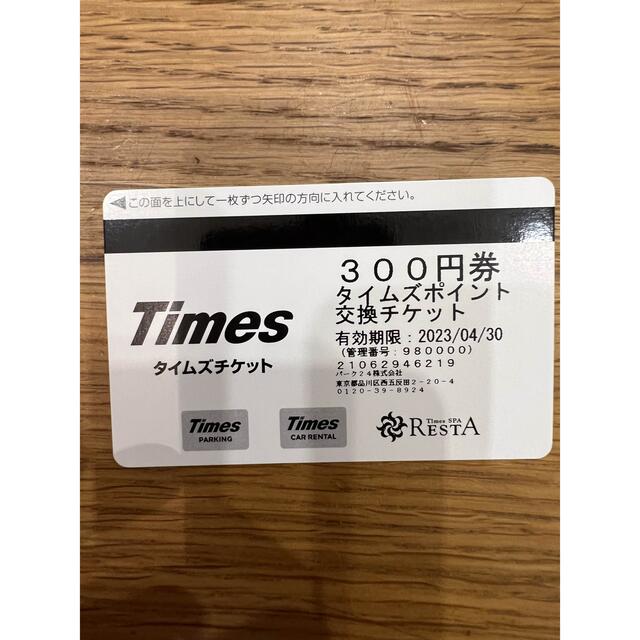 ◀この面を上にして一枚ずつ矢印の方向に入れてください。
Times
タイムズチケット
300円券
タイムズポイント
交換チケット
有効期限:2023/04/30
(管理番号:980000)
21062946219
パーク24株式会社
東京都品川区西五反田2-20-4
0120-39-8924
Times
PARKING
Times
CAR RENTAL
Times SPA
RESTA